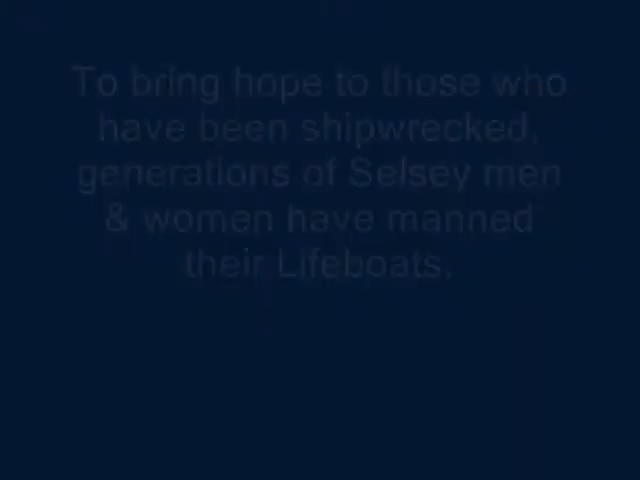 To bring hope to those who
have been shipwrecked,
generations of Selsey men
& women have manned
their Lifeboats.